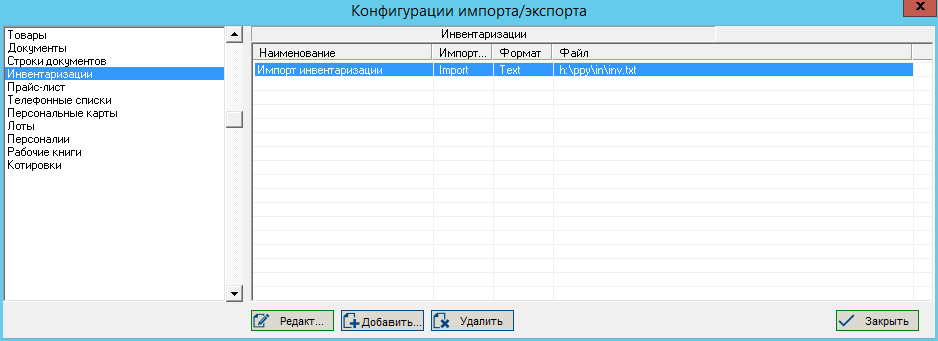 Конфигурации импорта/экспорта
x
Товары
Документы
Строки документов
Инвентаризации
Прайс-лист
Телефонные списки
Персональные карты
Лоты
Персоналии
Рабочие книги
Котировки
Инвентаризации
Наименование Импорт... Формат Файл
Импорт инвентаризации Import Text h:\ppy\in\inv.txt
Редакт... Добавить... Удалить Закрыть